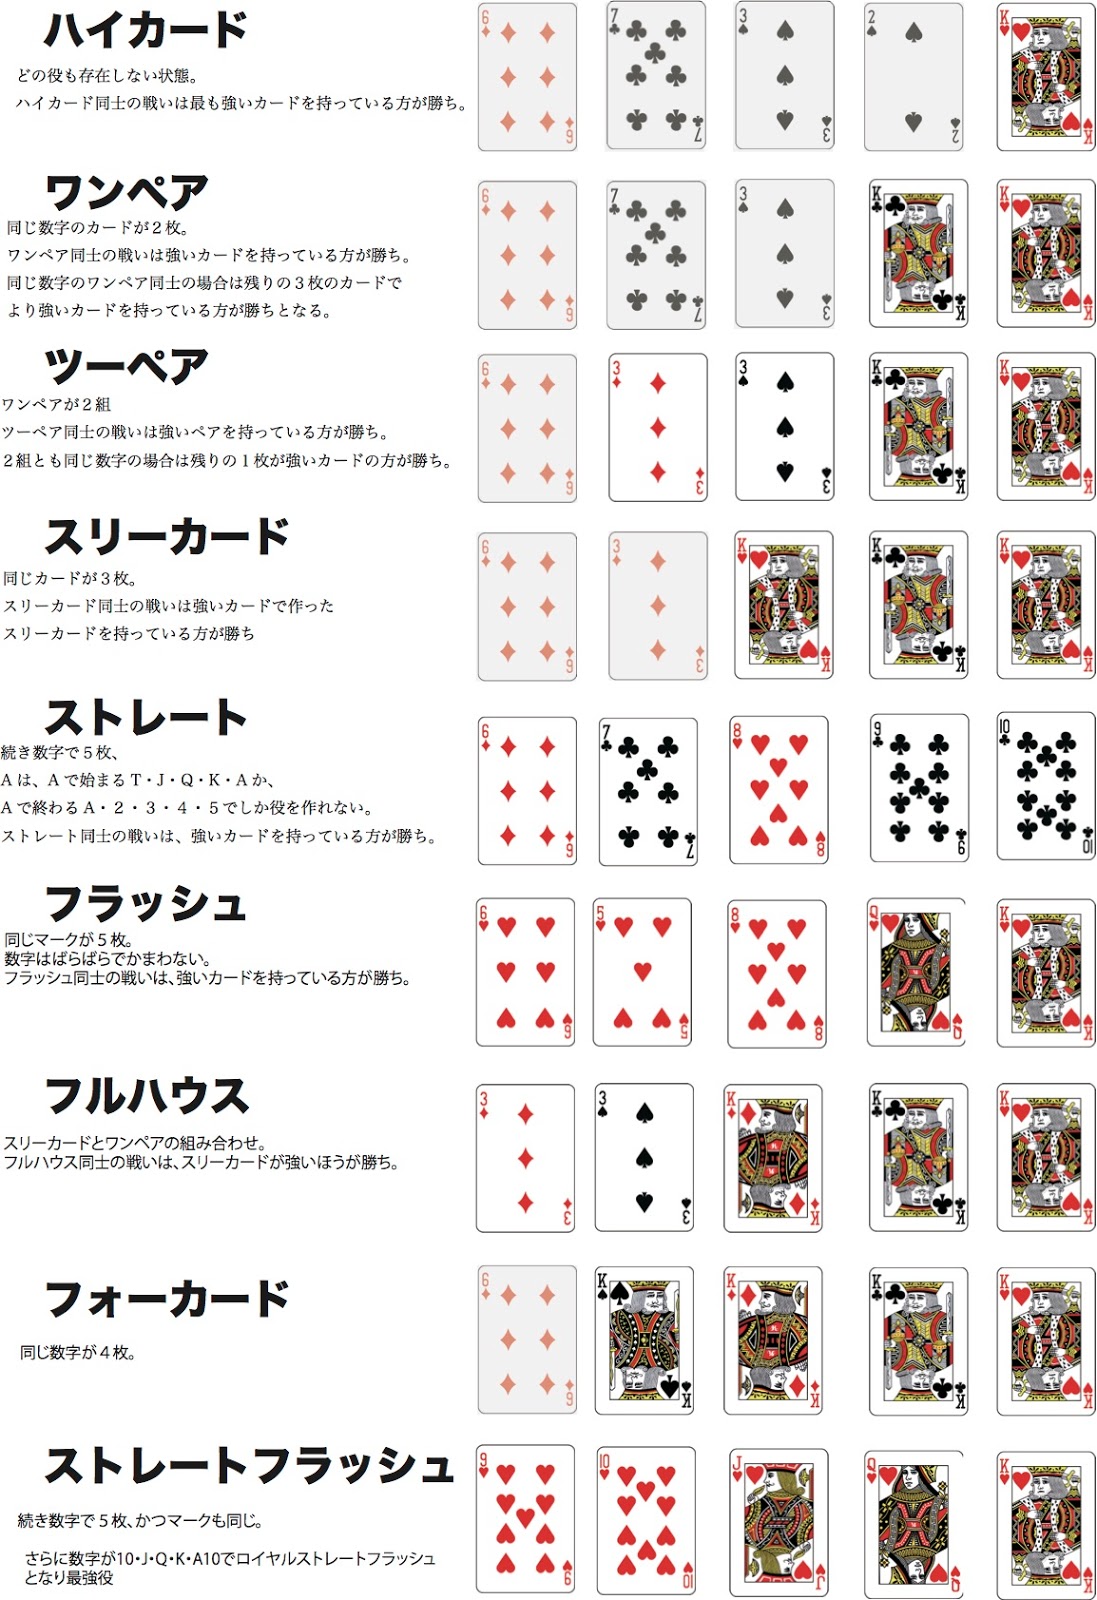 ハイカード
どの役も存在しない状態。
ハイカード同士の戦いは最も強いカードを持っている方が勝ち。
6 7 3 2 K
ワンペア
同じ数字のカードが２枚。
ワンペア同士の戦いは強いカードを持っている方が勝ち。
同じ数字のワンペア同士の場合は残りの３枚のカードで
より強いカードを持っている方が勝ちとなる。
6 7 3 K K
ツーペア
ワンペアが２組
ツーペア同士の戦いは強いペアを持っている方が勝ち。
２組とも同じ数字の場合は残りの１枚が強いカードの方が勝ち。
6 3 3 K K
スリーカード
同じカードが３枚。
スリーカード同士の戦いは強いカードで作った
スリーカードを持っている方が勝ち
6 3 K K K
ストレート
続き数字で５枚、
Ａは、Ａで始まるＴ・Ｊ・Ｑ・Ｋ・Ａか、
Ａで終わるＡ・２・３・４・５でしか役を作れない。
ストレート同士の戦いは、強いカードを持っている方が勝ち。
6 7 8 9 10
フラッシュ
同じマークが５枚。
数字はばらばらでかまわない。
フラッシュ同士の戦いは、強いカードを持っている方が勝ち。
6 5 8 Q K
フルハウス
スリーカードとワンペアの組み合わせ。
フルハウス同士の戦いは、スリーカードが強いほうが勝ち。
3 3 K K K
フォーカード
同じ数字が４枚。
6 K K K K
ストレートフラッシュ
続き数字で５枚、かつマークも同じ。
さらに数字が10・J・Q・K・A10でロイヤルストレートフラッシュ
となり最強役
9 10 J Q K